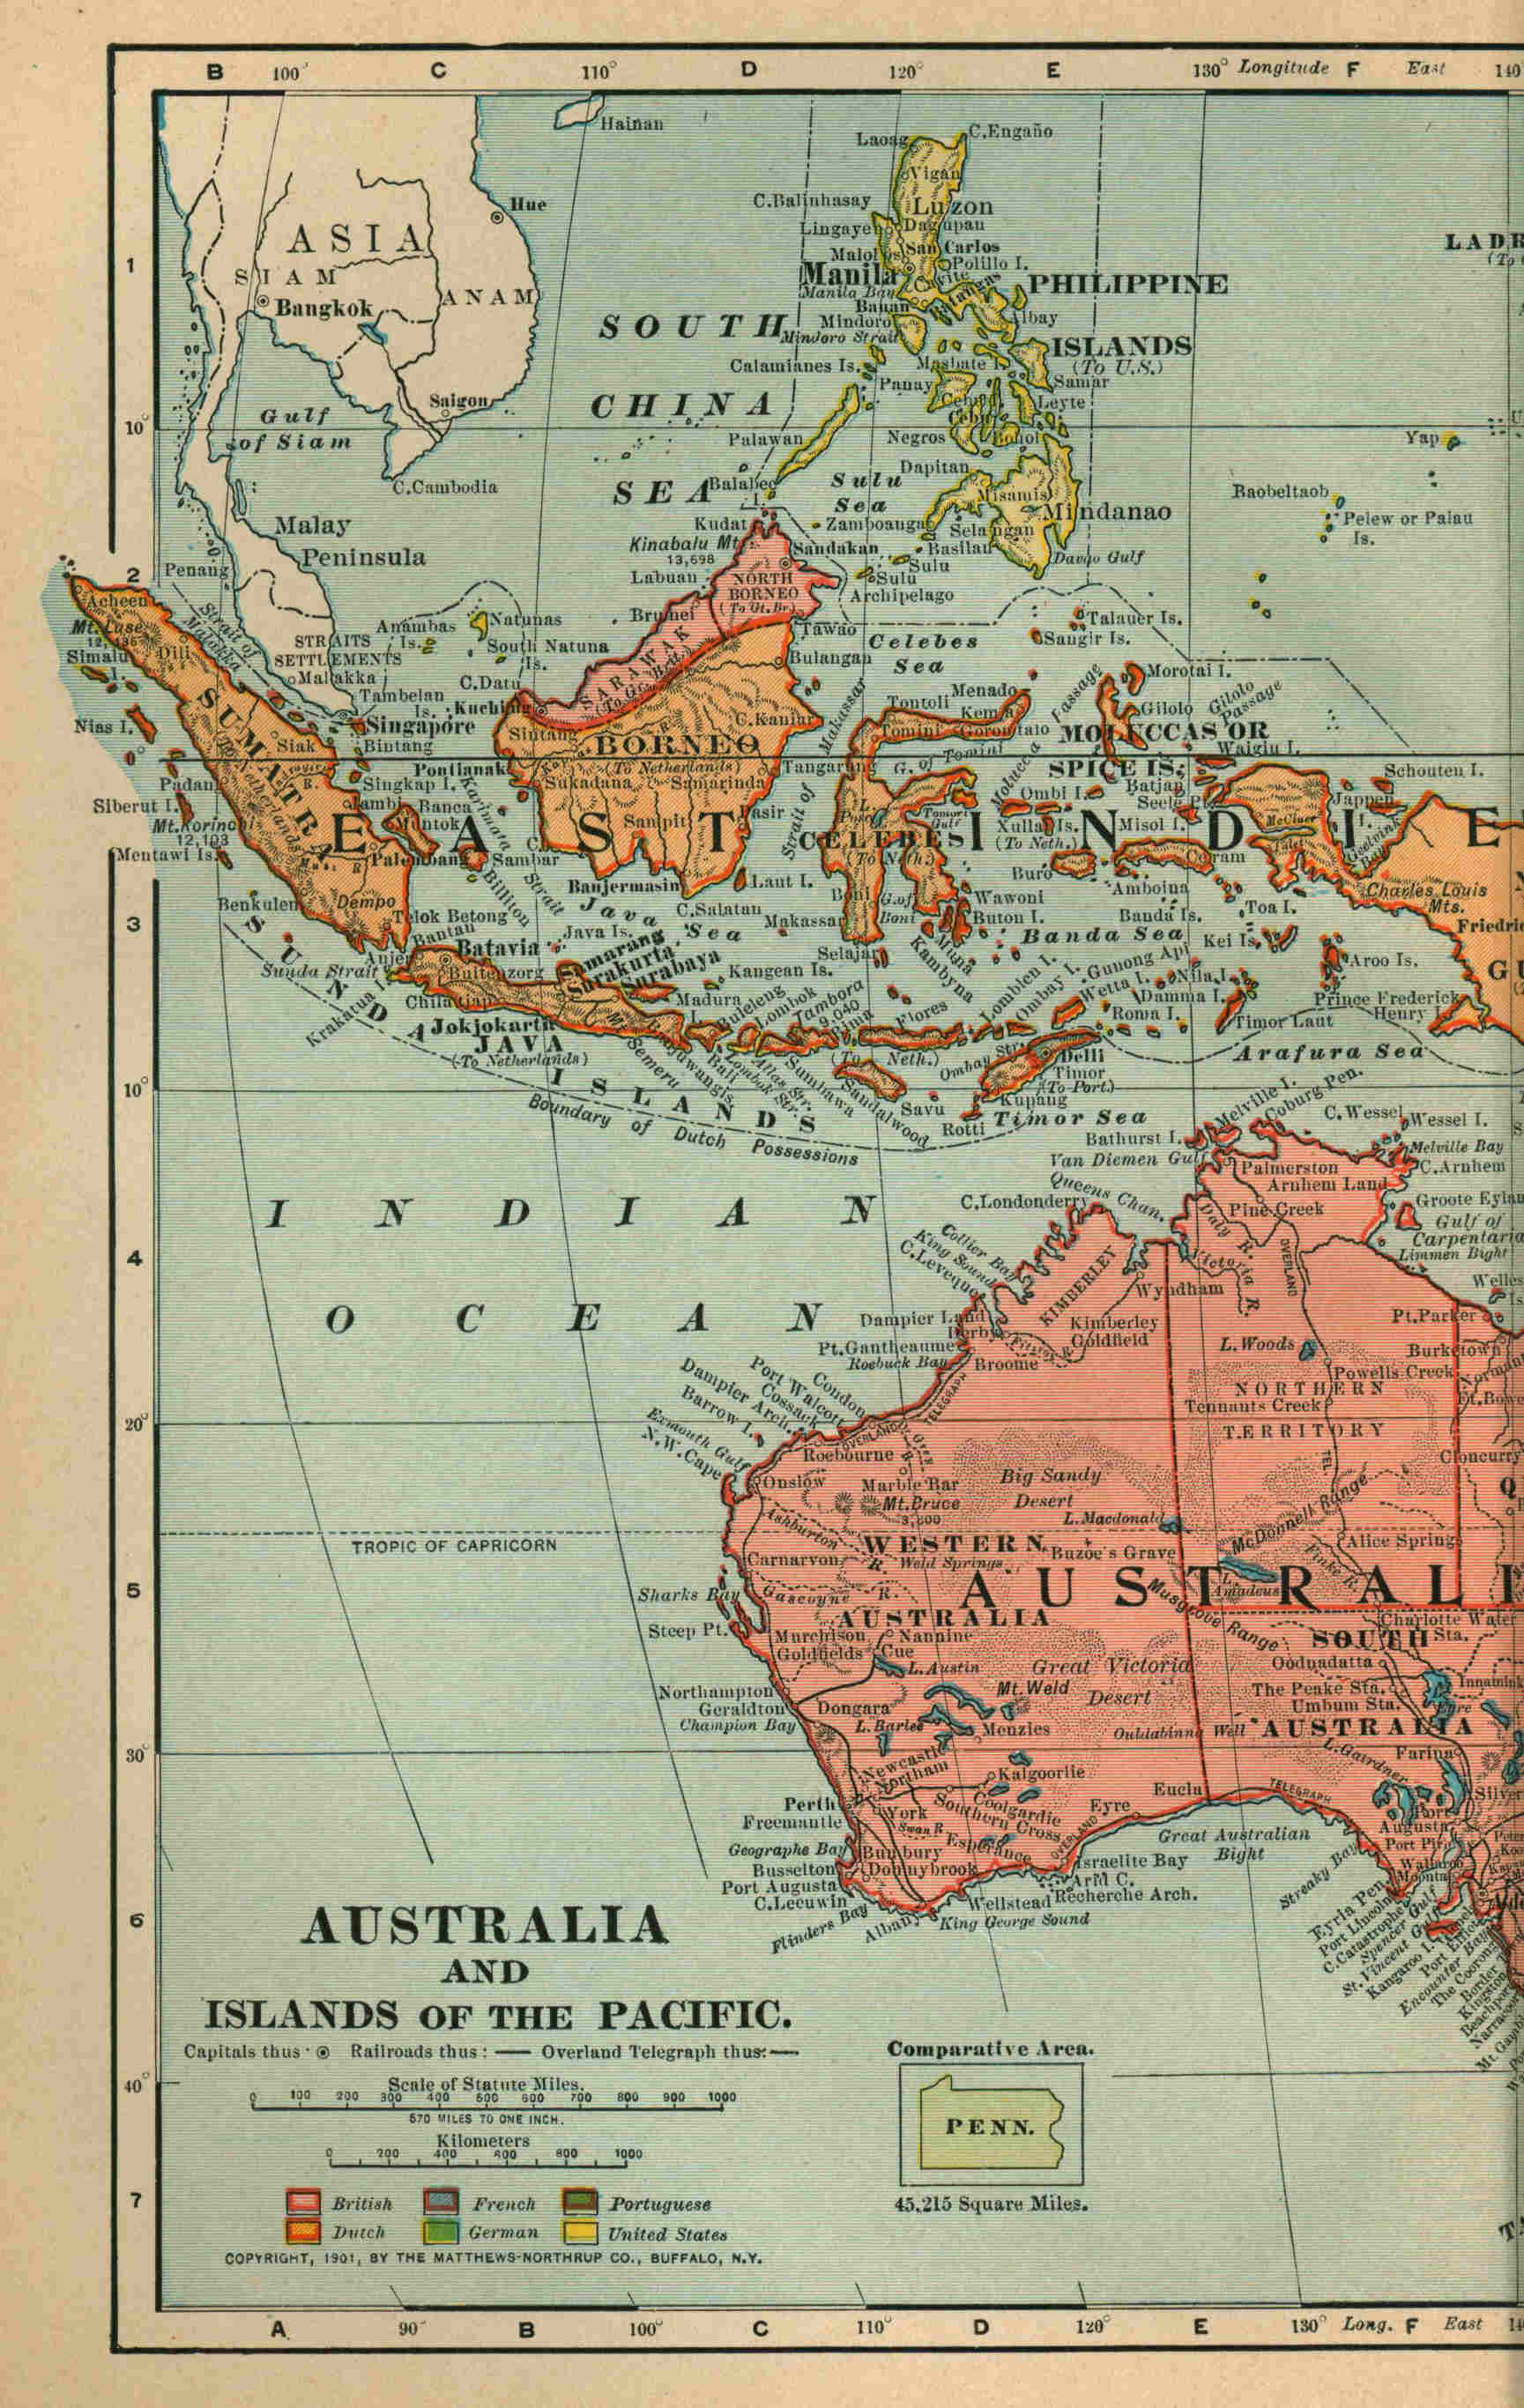 B 100° C 110° D 120° E 130° Longitude F East 140
Hainan
Laoag
C.Engaño
Vigan
Hue
C.Balinhasay
Luzon
Lingayen
Dagupan
ASIA
San Carlos
LADR
(To
1
Malolos
Polillo I.
SIAM
Manila
Cavite
Batangas
PHILIPPINE
Bangkok
ANAM
Manila Bay
Albay
SOUTH
Mindoro
Mindoro Strait
ISLANDS
(To U.S.)
Calamianes Is.
Masbate I.
Samar
Panay
Saigon
Leyte
CHINA
Cebu
Gulf
of Siam
10°
Palawan
Negros
Bohol
Yap
Dapitan
C.Cambodia
SEA
Balabec
I.
Sulu
Sea
Misamis
Baobeltaob
Mindanao
Malay
Peninsula
Kudat
Zamboanga
Selangan
Pelew or Palau
Is.
Kinabalu Mt.
13,698
Sandakan
Basilan
Davao Gulf
2
Penang
Labuan
NORTH
BORNEO
(To Gt. Br.)
Sulu
Sulu
Archipelago
Acheen
Mt. Luse
Strait of
Malakka
Brunei
Anambas
Is.
Natunas
Talauer Is.
Simalu
I.
Dili
STRAITS
SETTLEMENTS
South Natuna
Is.
Tawao
Celebes
Sea
Sangir Is.
Malakka
SARAWAK
Bulangan
C.Datu
Morotai I.
Tambelan
Is.
Kuching
Tontoli
Menado
Kema
Gilolo
Gilolo
Passage
Nias I.
SUMATRA
(To Netherlands)
Singapore
Sintang
C.Kaniungan
Tomini
Gorontalo
MOLUCCAS OR
Siak
Bintang
BORNEO
(To Netherlands)
Waigiu I.
0°
Pontianak
Tangarung
G. of Tomini
Molucca
Passage
SPICE IS.
Schouten I.
Padang
Singkap I.
Sukadana
Samarinda
Ombi I.
Batjan
Jappen
I.
Siberut I.
Jambi
Banca
Karimata
Strait
Strait of
Makassar
Tomori
Gulf
Seele Pt.
Mt.Korinchi
12,193
Muntok
Sampit
Pasir
CELEBES
(To Neth.)
Xulla Is.
(To Neth.)
Misol I.
McCluer
Geelvink
Bay
EAST INDIE
Mentawi Is.
Palembang
C.
Sambar
Billiton
Buro
Ceram
Banjermasin
Laut I.
Amboina
Charles Louis
Mts.
Benkulen
Dempo
Java
Sea
C.Salatan
Boni
G.of
Boni
Wawoni
Toa I.
3
Telok Betong
Java Is.
Makassar
Buton I.
Banda Is.
Friedric
SUNDA
ISLANDS
Bantam
Batavia
Samarang
Surakurta
Surabaya
Banda Sea
Kei Is.
Anjer
Selajar
Muna
Kambyna
Gunong Api
Sunda Strait
Buitenzorg
Kangean Is.
Lomblen I.
Ombay I.
Nila I.
Aroo Is.
GU
Krakatua I.
Chilatjap
Madura
I.
Buleleng
Lombok
Tambora
9,040
Bima
Flores
Wetta I.
Damma I.
Prince Frederick
Henry I.
Roma I.
Timor Laut
Jokjokarta
JAVA
(To Netherlands)
Mt.
Semeru
Banjuwangis
Bali
Lombok Str.
Allas Str.
Sumbawa
(To Neth.)
Ombay Str.
Delli
Timor
(To Port.)
Arafura Sea
10°
Sandalwood
Savu
Kupang
Boundary of Dutch Possessions
Rotti
Timor Sea
Melville I.
Coburg Pen.
C.Wessel
Wessel I.
Bathurst I.
Van Diemen Gulf
Palmerston
Melville Bay
C.Arnhem
Arnhem Land
INDIAN
C.Londonderry
Queens Chan.
Groote Eylan
Pine Creek
Gulf of
Carpentaria
Daly R.
Limmen Bight
4
Collier Bay
King Sound
C.Leveque
KIMBERLEY
Victoria R.
OVERLAND
Welles
Is
Wyndham
OCEAN
Dampier Land
Derby
Fitzroy R.
Kimberley
Goldfield
Pt.Parker
Pt.Gantheaume
L.Woods
Burketown
Roebuck Bay
Broome
Powells Creek
Norman
Port Walcott
Condon
Cossack
Dampier Arch.
Barrow I.
TELEGRAPH
NORTHERN
TERRITORY
Tennants Creek
20°
Exmouth Gulf
N.W.Cape
OVERLAND
TEL.
Roebourne
Cloncurry
Onslow
Marble Bar
Big Sandy
Desert
Q
Mt.Bruce
3,800
L.Macdonald
McDonnell Range
Ashburton
R.
TROPIC OF CAPRICORN
WESTERN
Weld Springs
Buzoe's Grave
Alice Springs
Finke R.
Carnarvon
L.
Amadeus
5
Sharks Bay
Gascoyne R.
AUSTRALI
Musgrove Range
Charlotte Water
Sta.
AUSTRALIA
Steep Pt.
Murchison
Goldfields
Nannine
SOUTH
Cue
Oodnadatta
L.Austin
Great Victoria
Desert
The Peake Sta.
Umbum Sta.
Northampton
Mt. Weld
Geraldton
Dongara
Eyre
Champion Bay
L.Barlee
Menzies
Ouldabinna Well
AUSTRALIA
30°
L.Gairdner
Farina
Newcastle
Northam
Kalgoorlie
Eucla
Silver
Perth
York
Southern Cross
Coolgardie
Eyre
TELEGRAPH
Port
Augusta
Freemantle
Swan R.
OVERLAND
Great Australian
Bight
Port Pirie
Geographe Bay
Bunbury
Esperance
Israelite Bay
Streaky Bay
Wallaroo
Moonta
Busselton
Donnybrook
Port Augusta
Arid C.
C.Leeuwin
Wellstead
Recherche Arch.
Eyria Pen.
Port Lincoln
C.Catastrophe
Spencer Gulf
St. Vincent Gulf
Kangaroo I.
Encounter Bay
The Coorong
Kingston
Beachport
Narracoorte
6
Flinders Bay
Albany
King George Sound
AUSTRALIA
AND
ISLANDS OF THE PACIFIC.
Capitals thus Railroads thus: Overland Telegraph thus:
Scale of Statute Miles.
0 100 200 300 400 500 600 700 800 900 1000
570 MILES TO ONE INCH.
Kilometers
0 200 400 600 800 1000
Comparative Area.
PENN.
45,215 Square Miles.
40°
7
British French Portuguese
Dutch German United States
COPYRIGHT, 1901, BY THE MATTHEWS-NORTHRUP CO., BUFFALO, N.Y.
A 90° B 100° C 110° D 120° E 130° Long. F East 14